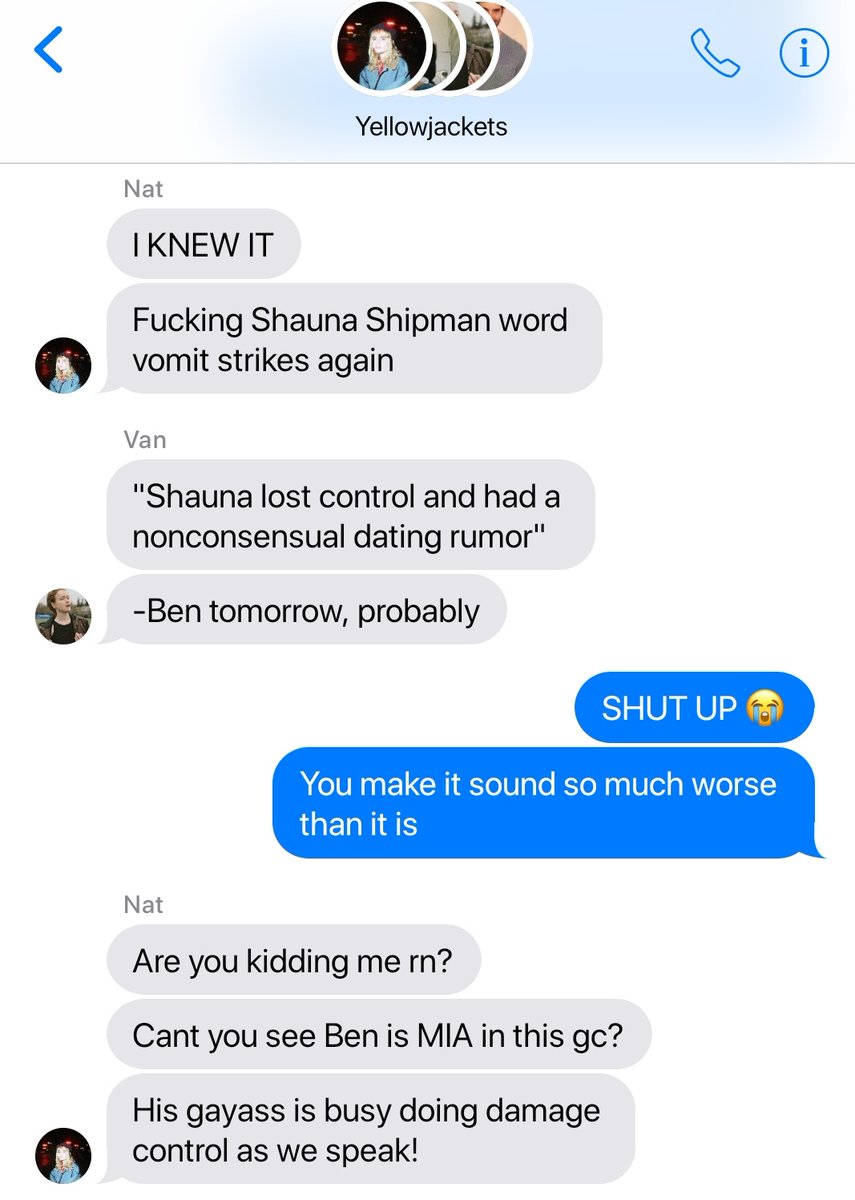 Yellowjackets
Nat
I KNEW IT
Fucking Shauna Shipman word
vomit strikes again
Van
"Shauna lost control and had a
nonconsensual dating rumor"
-Ben tomorrow, probably
SHUT UP 😭
You make it sound so much worse
than it is
Nat
Are you kidding me rn?
Cant you see Ben is MIA in this gc?
His gayass is busy doing damage
control as we speak!